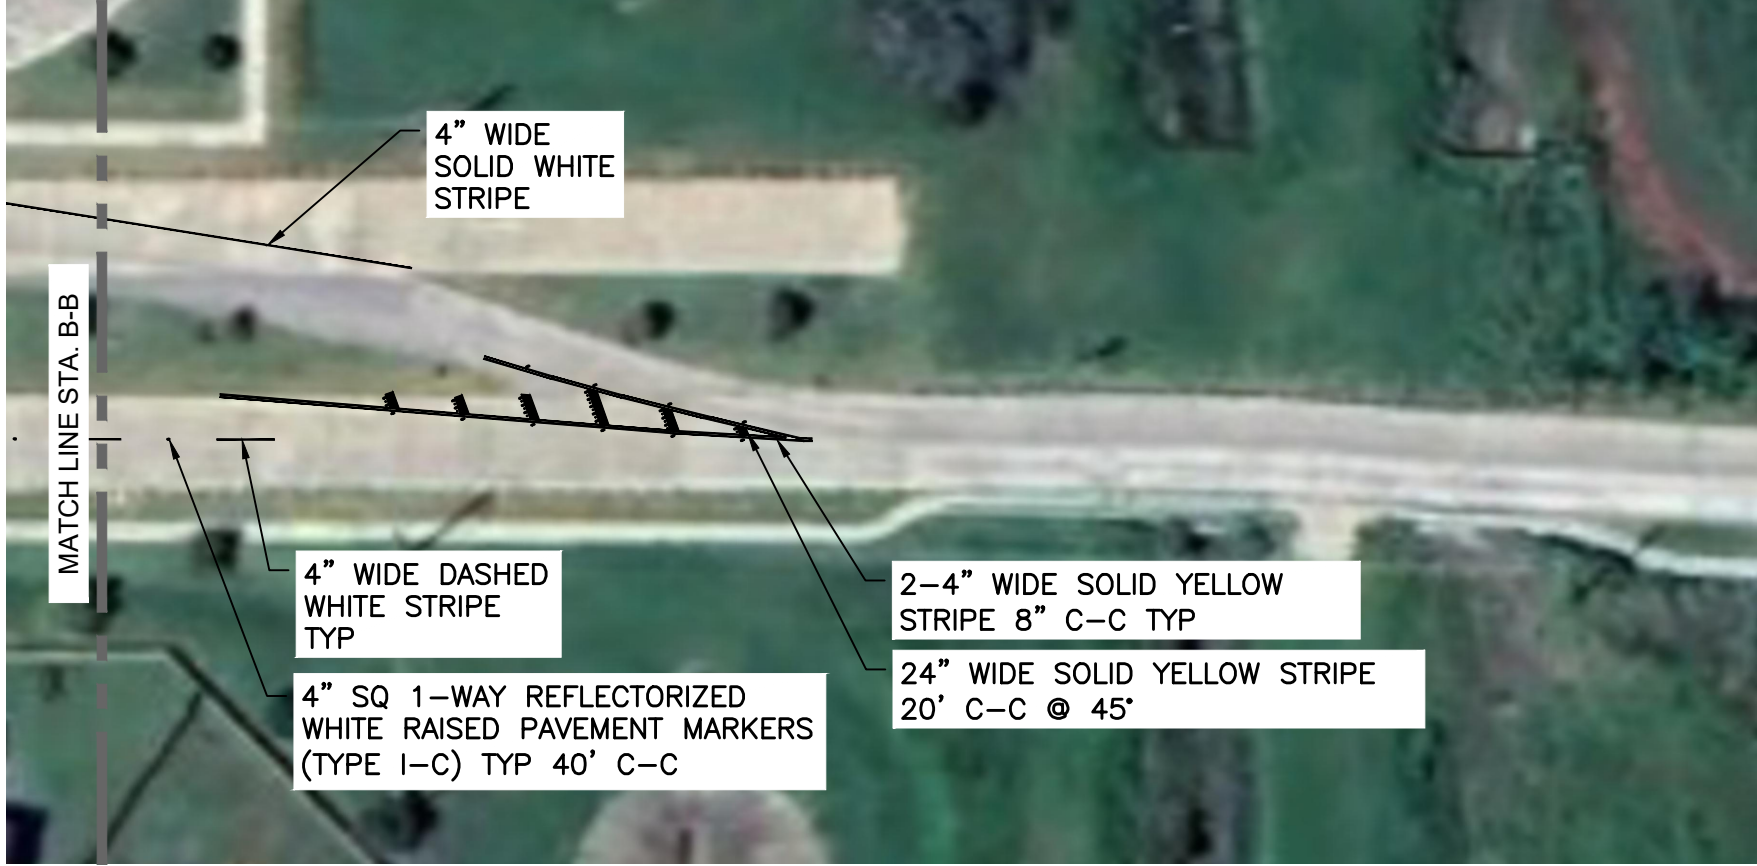 4” WIDE
SOLID WHITE
STRIPE
MATCH LINE STA. B-B
4” WIDE DASHED
WHITE STRIPE
TYP
4” SQ 1-WAY REFLECTORIZED
WHITE RAISED PAVEMENT MARKERS
(TYPE I-C) TYP 40’ C-C
2-4” WIDE SOLID YELLOW
STRIPE 8” C-C TYP
24” WIDE SOLID YELLOW STRIPE
20’ C-C @ 45°